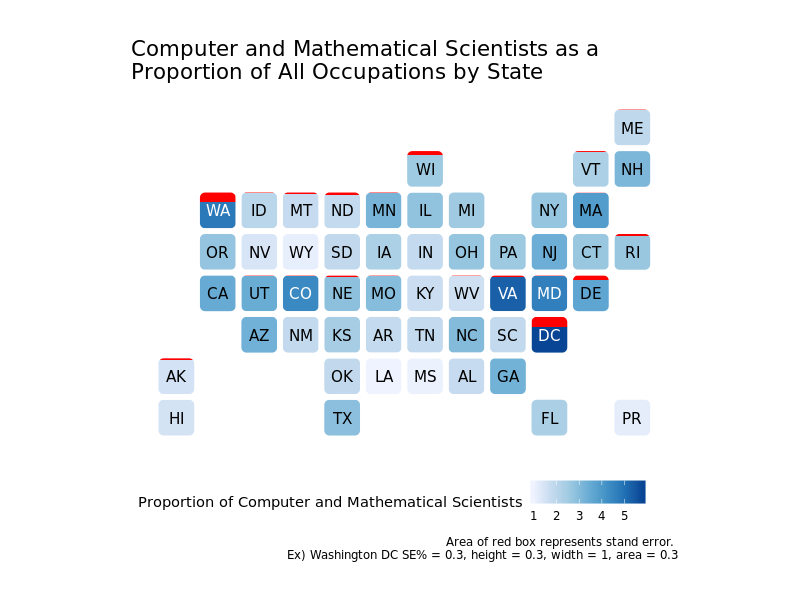 Computer and Mathematical Scientists as a
Proportion of All Occupations by State
ME
WI VT NH
WA ID MT ND MN IL MI NY MA
OR NV WY SD IA IN OH PA NJ CT RI
CA UT CO NE MO KY WV VA MD DE
AZ NM KS AR TN NC SC DC
AK OK LA MS AL GA
HI TX FL PR
Proportion of Computer and Mathematical Scientists
1 2 3 4 5
Area of red box represents stand error.
Ex) Washington DC SE% = 0.3, height = 0.3, width = 1, area = 0.3